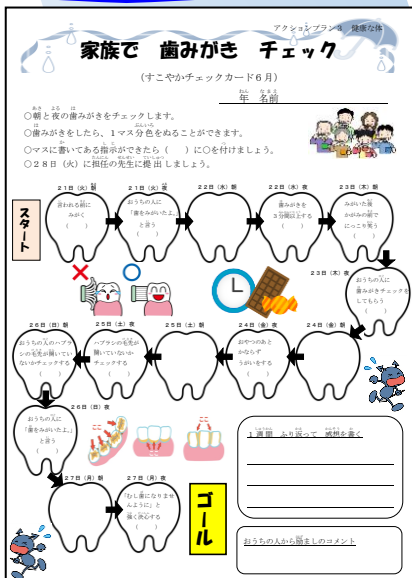 アクションプラン③ 健康な体
家族で 歯みがき チェック
(すこやかチェックカード6月)
年 名前
○朝と夜の歯みがきをチェックします。
○歯みがきをしたら、1マス分色をぬることができます。
○マスに書いてある指示ができたら( )に○を付けましょう。
○28日(火)に担任の先生に提出しましょう。
スタート
21日(火)朝
言われる前に
みがく
( )
21日(火)夜
おうちの人に
「歯をみがいたよ。」
と言う
( )
22日(水)朝
22日(水)夜
歯みがきを
3分間以上する
( )
23日(木)朝
みがいた後
かがみの前で
にっこり笑う
( )
23日(木)夜
おうちの人に
歯みがきチェックを
してもらう
( )
24日(金)朝
24日(金)夜
おやつのあと
かならず
うがいをする
( )
25日(土)朝
25日(土)夜
ハブラシの毛先が
開いていないか
チェックする
( )
26日(日)朝
おうちの人のハブラ
シの毛先が開いてい
ないかチェックする
( )
26日(日)夜
おうちの人に
「歯をみがいたよ。」
と言う
( )
27日(月)朝
27日(月)夜
「むし歯になりませ
んように」と
強く決心する
( )
ゴール
1週間 ふり返って 感想を書く
おうちの人から励ましのコメント